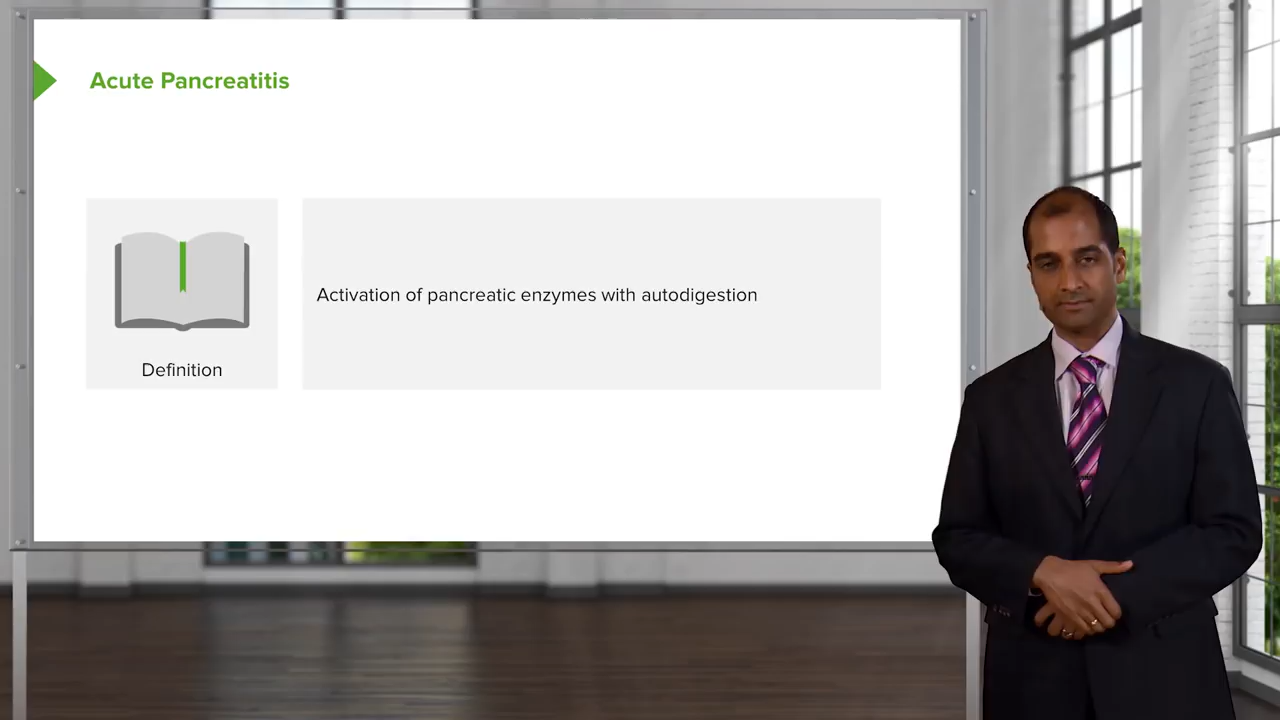 Acute Pancreatitis
Activation of pancreatic enzymes with autodigestion
Definition